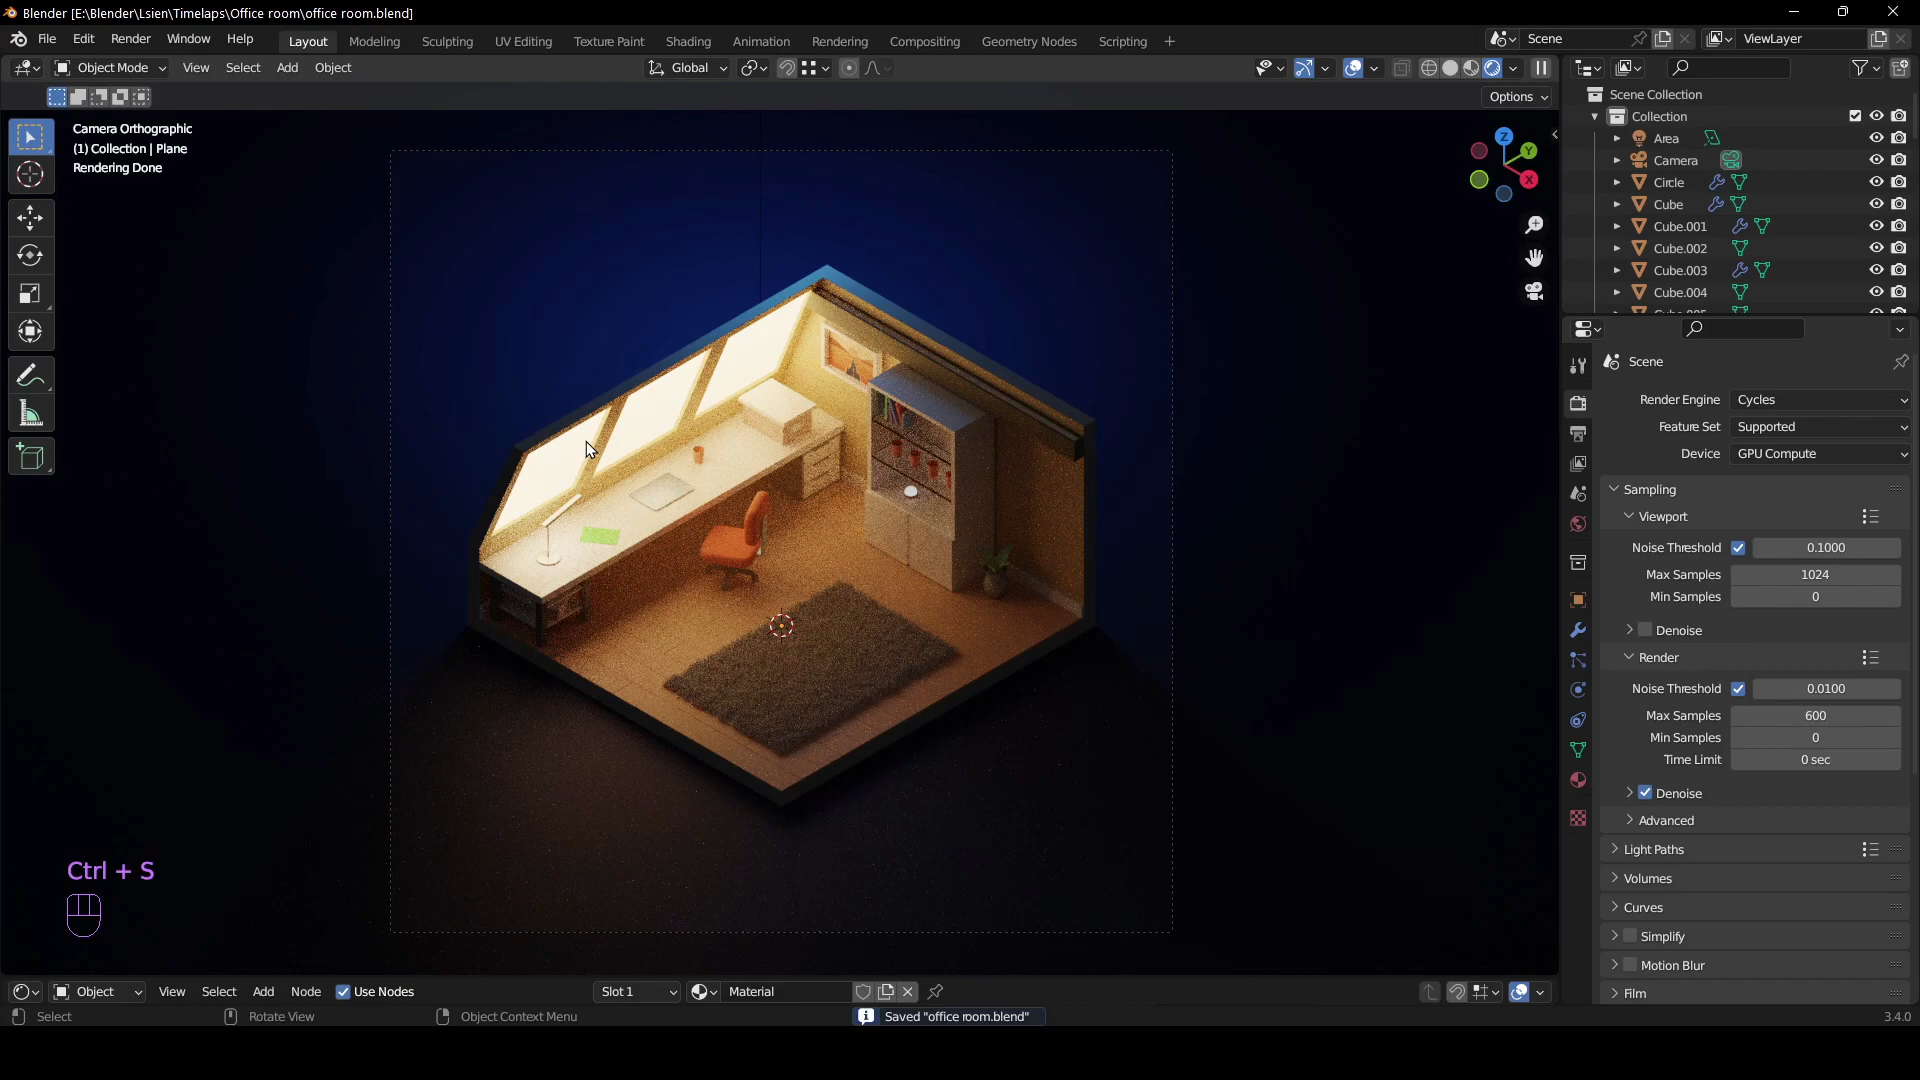 Blender [E:\Blender\Lsien\Timelaps\Office room\office room.blend]
File Edit Render Window Help Layout Modeling Sculpting UV Editing Texture Paint Shading Animation Rendering Compositing Geometry Nodes Scripting + Scene ViewLayer
Object Mode View Select Add Object Global
Options
Camera Orthographic
(1) Collection | Plane
Rendering Done
Z
Y
X
Scene Collection
Collection
Area
Camera
Circle
Cube
Cube.001
Cube.002
Cube.003
Cube.004
Scene
Render Engine Cycles
Feature Set Supported
Device GPU Compute
Sampling
Viewport
Noise Threshold 0.1000
Max Samples 1024
Min Samples 0
Denoise
Render
Noise Threshold 0.0100
Max Samples 600
Min Samples 0
Time Limit 0 sec
Denoise
Advanced
Light Paths
Volumes
Curves
Simplify
Motion Blur
Film
Ctrl + S
Object View Select Add Node Use Nodes Slot 1 Material
Select Rotate View Object Context Menu Saved "office room.blend" 3.4.0